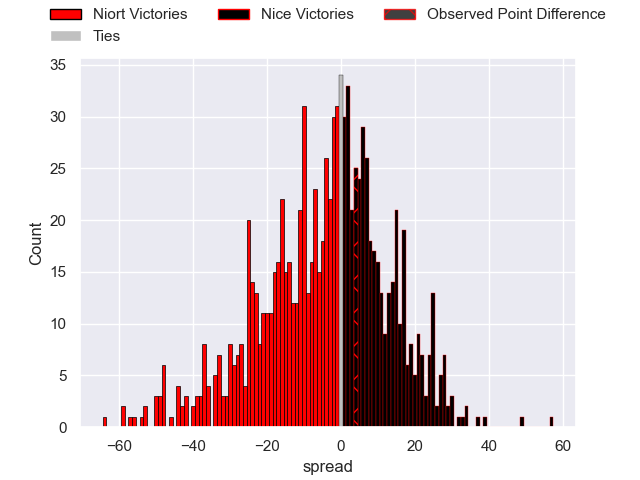 Niort Victories
Nice Victories
Observed Point Difference
Ties
35
30
25
20
15
10
5
0
Count
−60
−40
−20
0
20
40
60
spread